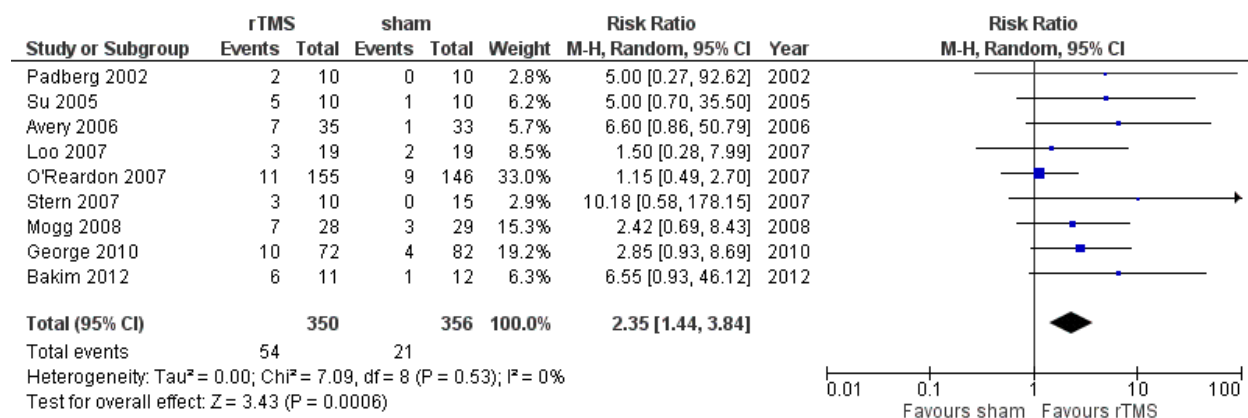 rTMS sham Risk Ratio Risk Ratio
Study or Subgroup Events Total Events Total Weight M-H, Random, 95% CI Year M-H, Random, 95% CI
Padberg 2002 2 10 0 10 2.8% 5.00 [0.27, 92.62] 2002
Su 2005 5 10 1 10 6.2% 5.00 [0.70, 35.50] 2005
Avery 2006 7 35 1 33 5.7% 6.60 [0.86, 50.79] 2006
Loo 2007 3 19 2 19 8.5% 1.50 [0.28, 7.99] 2007
O'Reardon 2007 11 155 9 146 33.0% 1.15 [0.49, 2.70] 2007
Stern 2007 3 10 0 15 2.9% 10.18 [0.58, 178.15] 2007
Mogg 2008 7 28 3 29 15.3% 2.42 [0.69, 8.43] 2008
George 2010 10 72 4 82 19.2% 2.85 [0.93, 8.69] 2010
Bakim 2012 6 11 1 12 6.3% 6.55 [0.93, 46.12] 2012
Total (95% CI) 350 356 100.0% 2.35 [1.44, 3.84]
Total events 54 21
Heterogeneity: Tau² = 0.00; Chi² = 7.09, df = 8 (P = 0.53); I² = 0%
Test for overall effect: Z = 3.43 (P = 0.0006)
0.01 0.1 1 10 100
Favours sham Favours rTMS